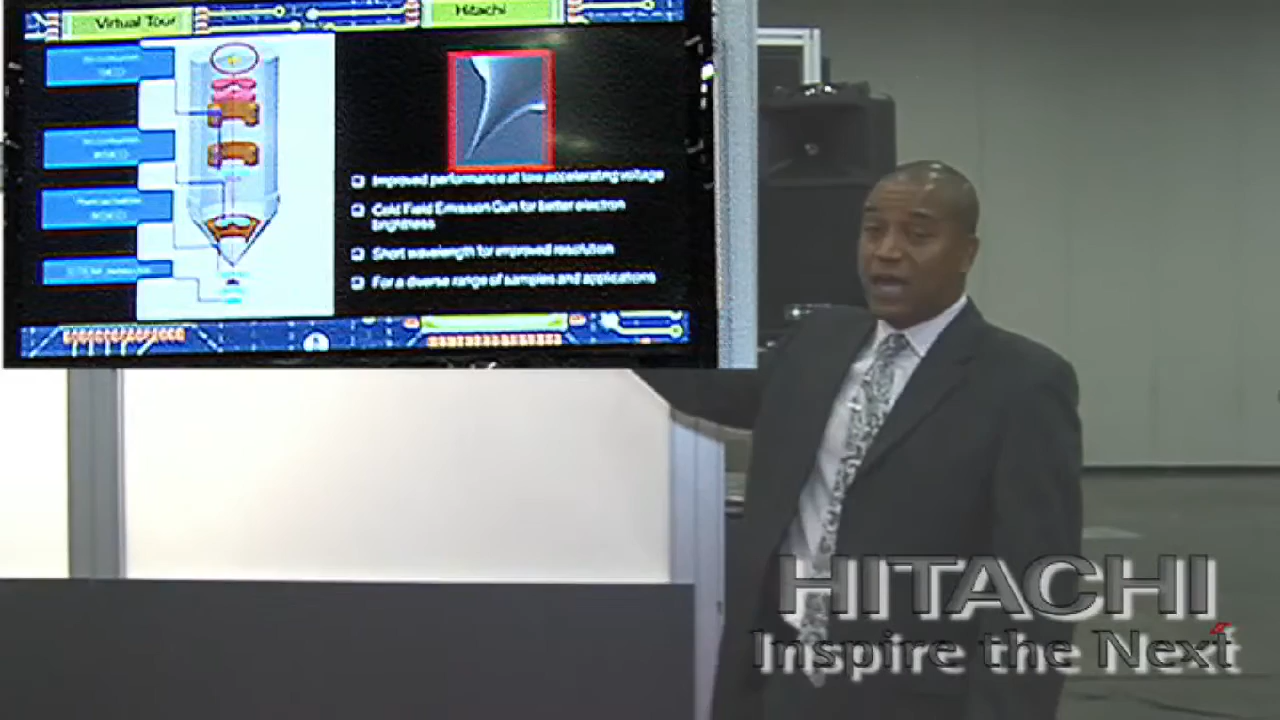 Virtual Tour
Hitachi
Improved performance at low accelerating voltage
Cold Field Emission Gun for better electron
brightness
Short wavelength for improved resolution
For a diverse range of samples and applications
HITACHI
Inspire the Next